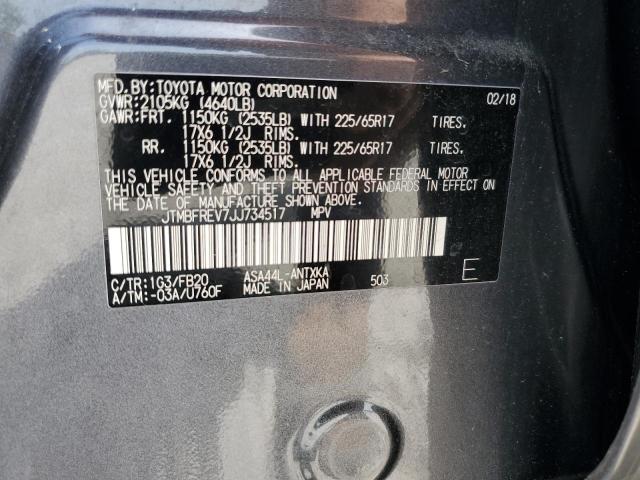 MFD.BY:TOYOTA MOTOR CORPORATION 02/18
GVWR:2105KG (4640LB)
GAWR:FRT. 1150KG (2535LB) WITH 225/65R17 TIRES.
17X6 1/2J RIMS.
RR. 1150KG (2535LB) WITH 225/65R17 TIRES.
17X6 1/2J RIMS.
THIS VEHICLE CONFORMS TO ALL APPLICABLE FEDERAL MOTOR
VEHICLE SAFETY AND THEFT PREVENTION STANDARDS IN EFFECT ON
THE DATE OF MANUFACTURE SHOWN ABOVE.
JTMBFREV7JJ734517 MPV
C/TR:1G3/FB20 ASA44L-ANTXKA
A/TM:-03A/U760F MADE IN JAPAN 503 E